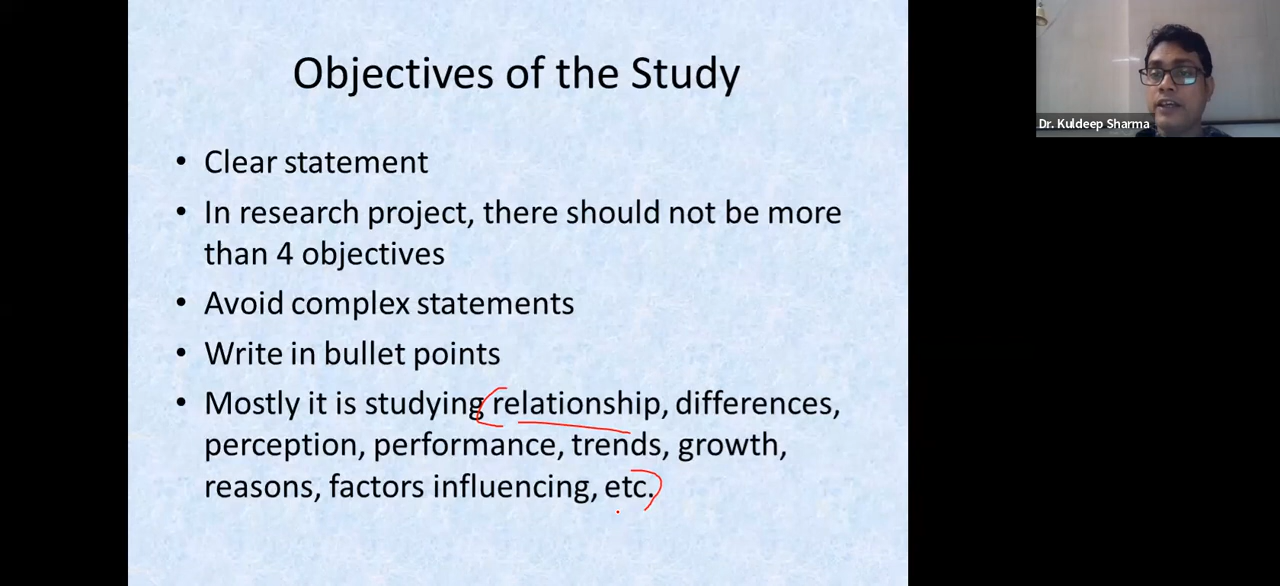 Objectives of the Study
• Clear statement
• In research project, there should not be more
than 4 objectives
• Avoid complex statements
• Write in bullet points
• Mostly it is studying relationship, differences,
perception, performance, trends, growth,
reasons, factors influencing, etc.
Dr. Kuldeep Sharma